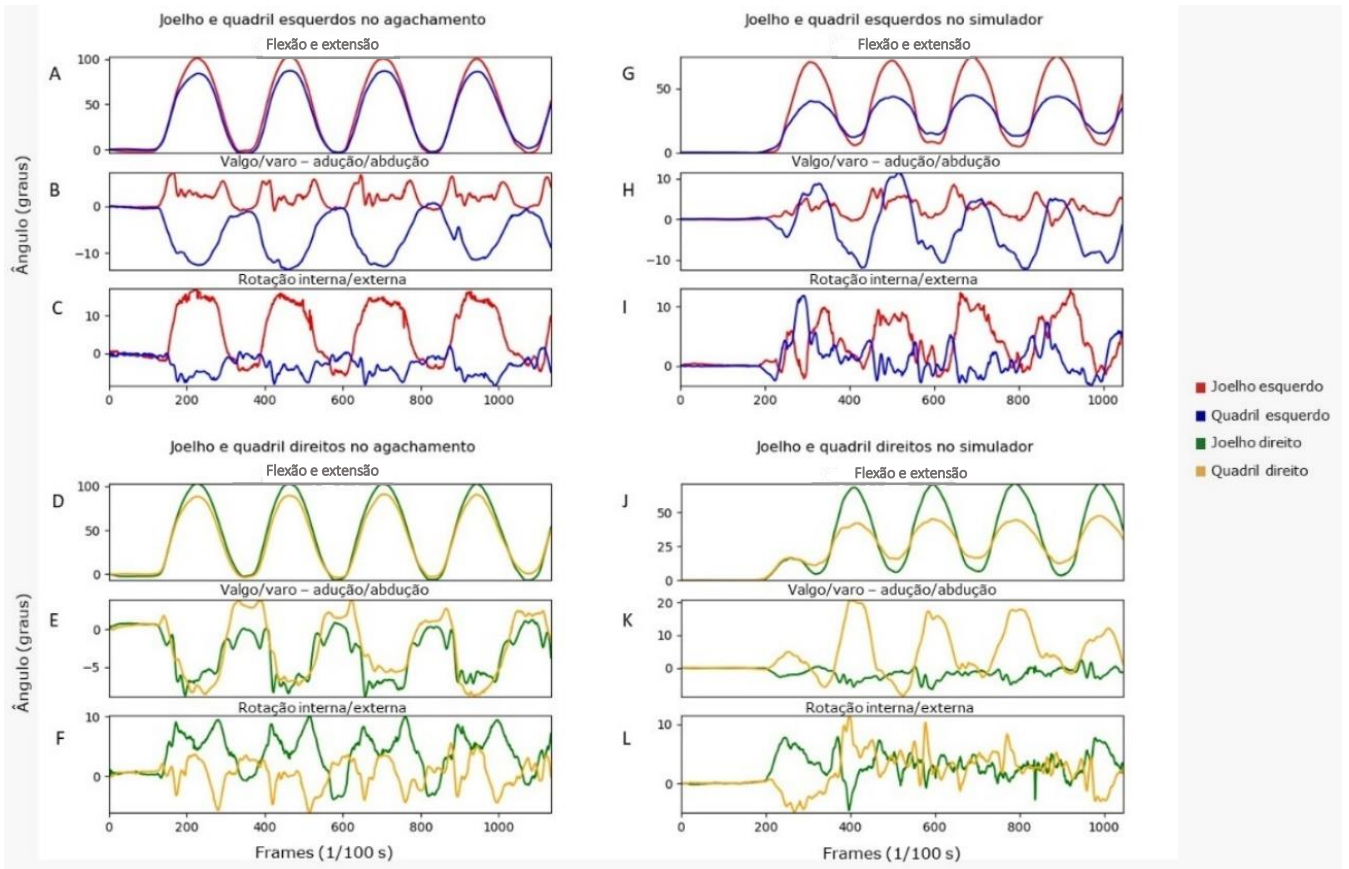 Joelho e quadril esquerdos no agachamento
Flexão e extensão
A
100
50
0
Valgo/varo – adução/abdução
B
0
−10
Rotação interna/externa
C
10
0
0 200 400 600 800 1000
Joelho e quadril esquerdos no simulador
Flexão e extensão
G
50
0
Valgo/varo – adução/abdução
H
10
0
−10
Rotação interna/externa
I
10
0
0 200 400 600 800 1000
Ângulo (graus)
Joelho esquerdo
Quadril esquerdo
Joelho direito
Quadril direito
Joelho e quadril direitos no agachamento
Flexão e extensão
D
100
50
0
Valgo/varo – adução/abdução
E
0
−5
Rotação interna/externa
F
10
0
0 200 400 600 800 1000
Frames (1/100 s)
Joelho e quadril direitos no simulador
Flexão e extensão
J
50
25
0
Valgo/varo – adução/abdução
K
20
10
0
Rotação interna/externa
L
10
0
0 200 400 600 800 1000
Frames (1/100 s)
Ângulo (graus)